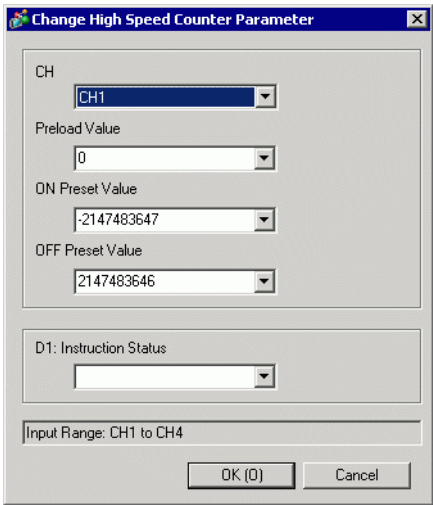 Change High Speed Counter Parameter
CH
CH1
Preload Value
0
ON Preset Value
-2147483647
OFF Preset Value
2147483646
D1: Instruction Status
Input Range: CH1 to CH4
OK (O)
Cancel